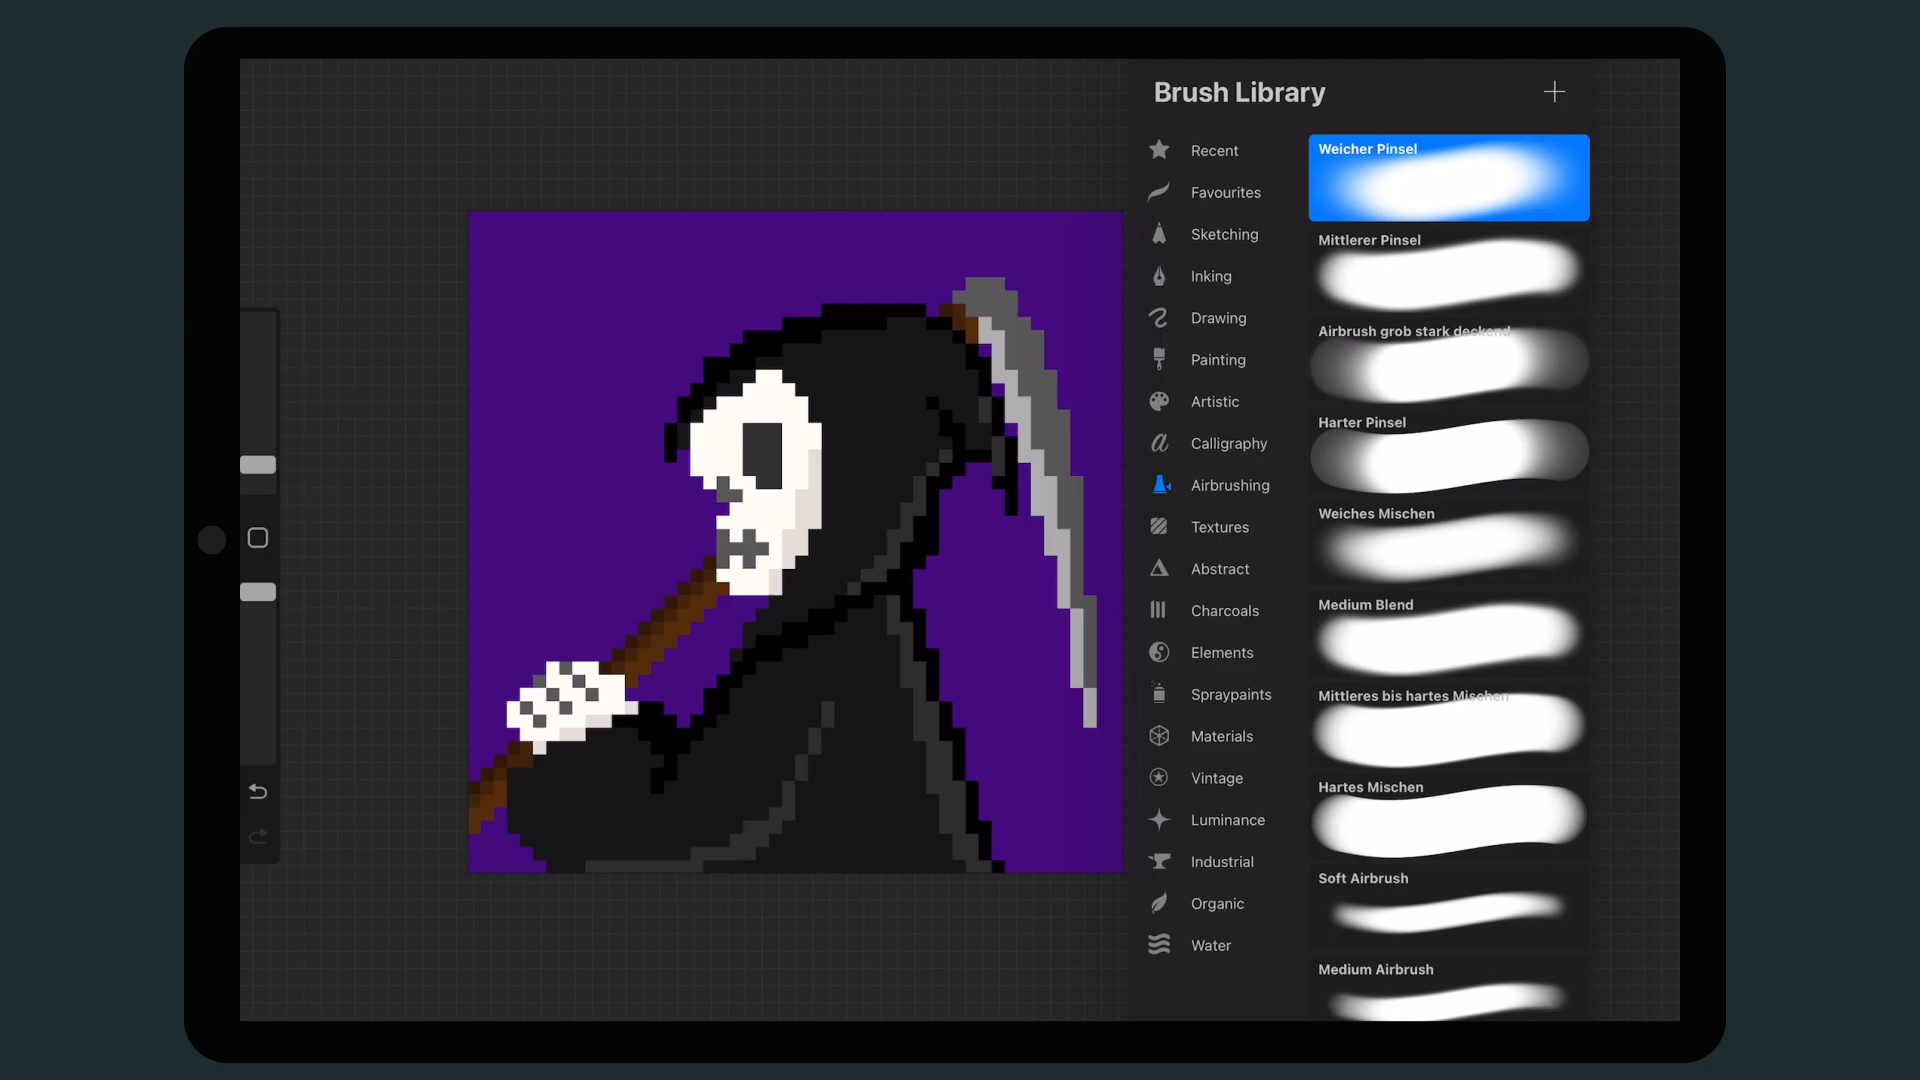 Brush Library
Recent
Favourites
Sketching
Inking
Drawing
Painting
Artistic
Calligraphy
Airbrushing
Textures
Abstract
Charcoals
Elements
Spraypaints
Materials
Vintage
Luminance
Industrial
Organic
Water
Weicher Pinsel
Mittlerer Pinsel
Airbrush grob stark deckend
Harter Pinsel
Weiches Mischen
Medium Blend
Mittleres bis hartes Mischen
Hartes Mischen
Soft Airbrush
Medium Airbrush